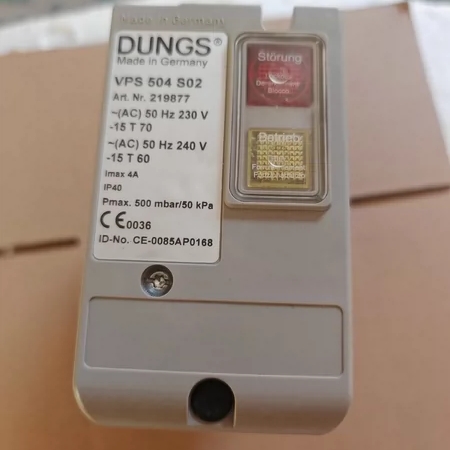 Made in Germany
DUNGS®
Made in Germany
VPS 504 S02
Art. Nr. 219877
~(AC) 50 Hz 230 V
-15 T 70
~(AC) 50 Hz 240 V
-15 T 60
Imax 4A
IP40
Pmax. 500 mbar/50 kPa
CE 0036
ID-No. CE-0085AP0168
Störung
Betrieb